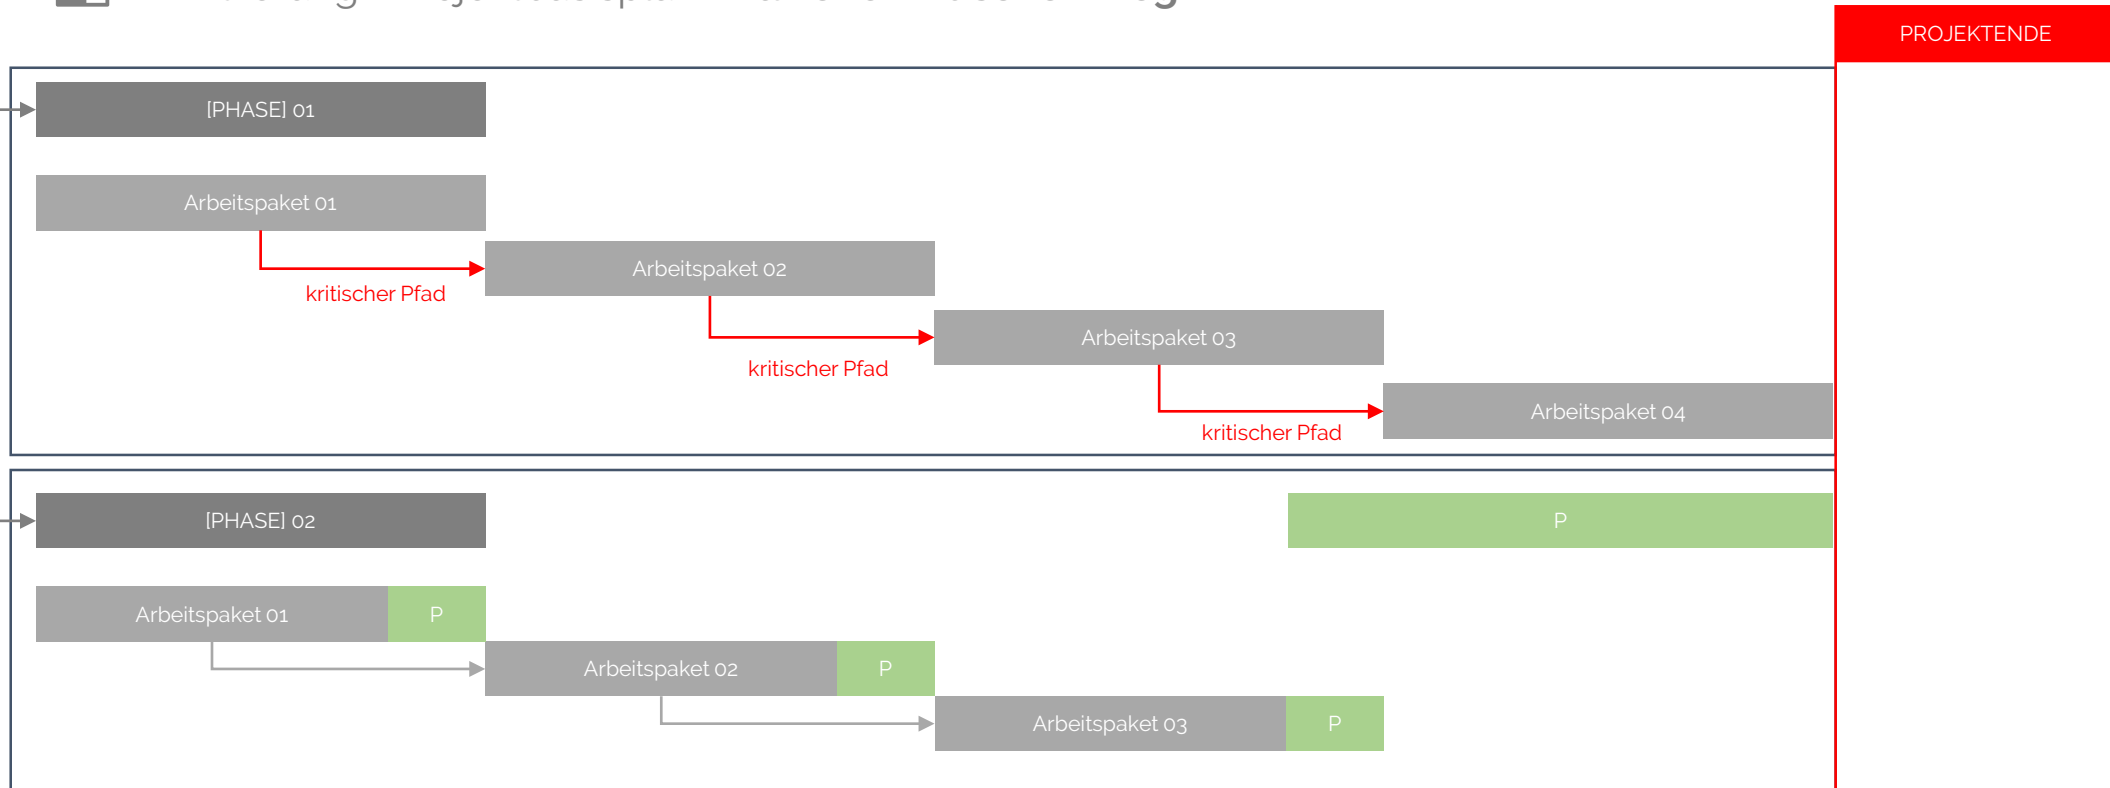 PROJEKTENDE
[PHASE] 01
Arbeitspaket 01
Arbeitspaket 02
kritischer Pfad
Arbeitspaket 03
kritischer Pfad
Arbeitspaket 04
kritischer Pfad
[PHASE] 02
P
Arbeitspaket 01
P
Arbeitspaket 02
P
Arbeitspaket 03
P